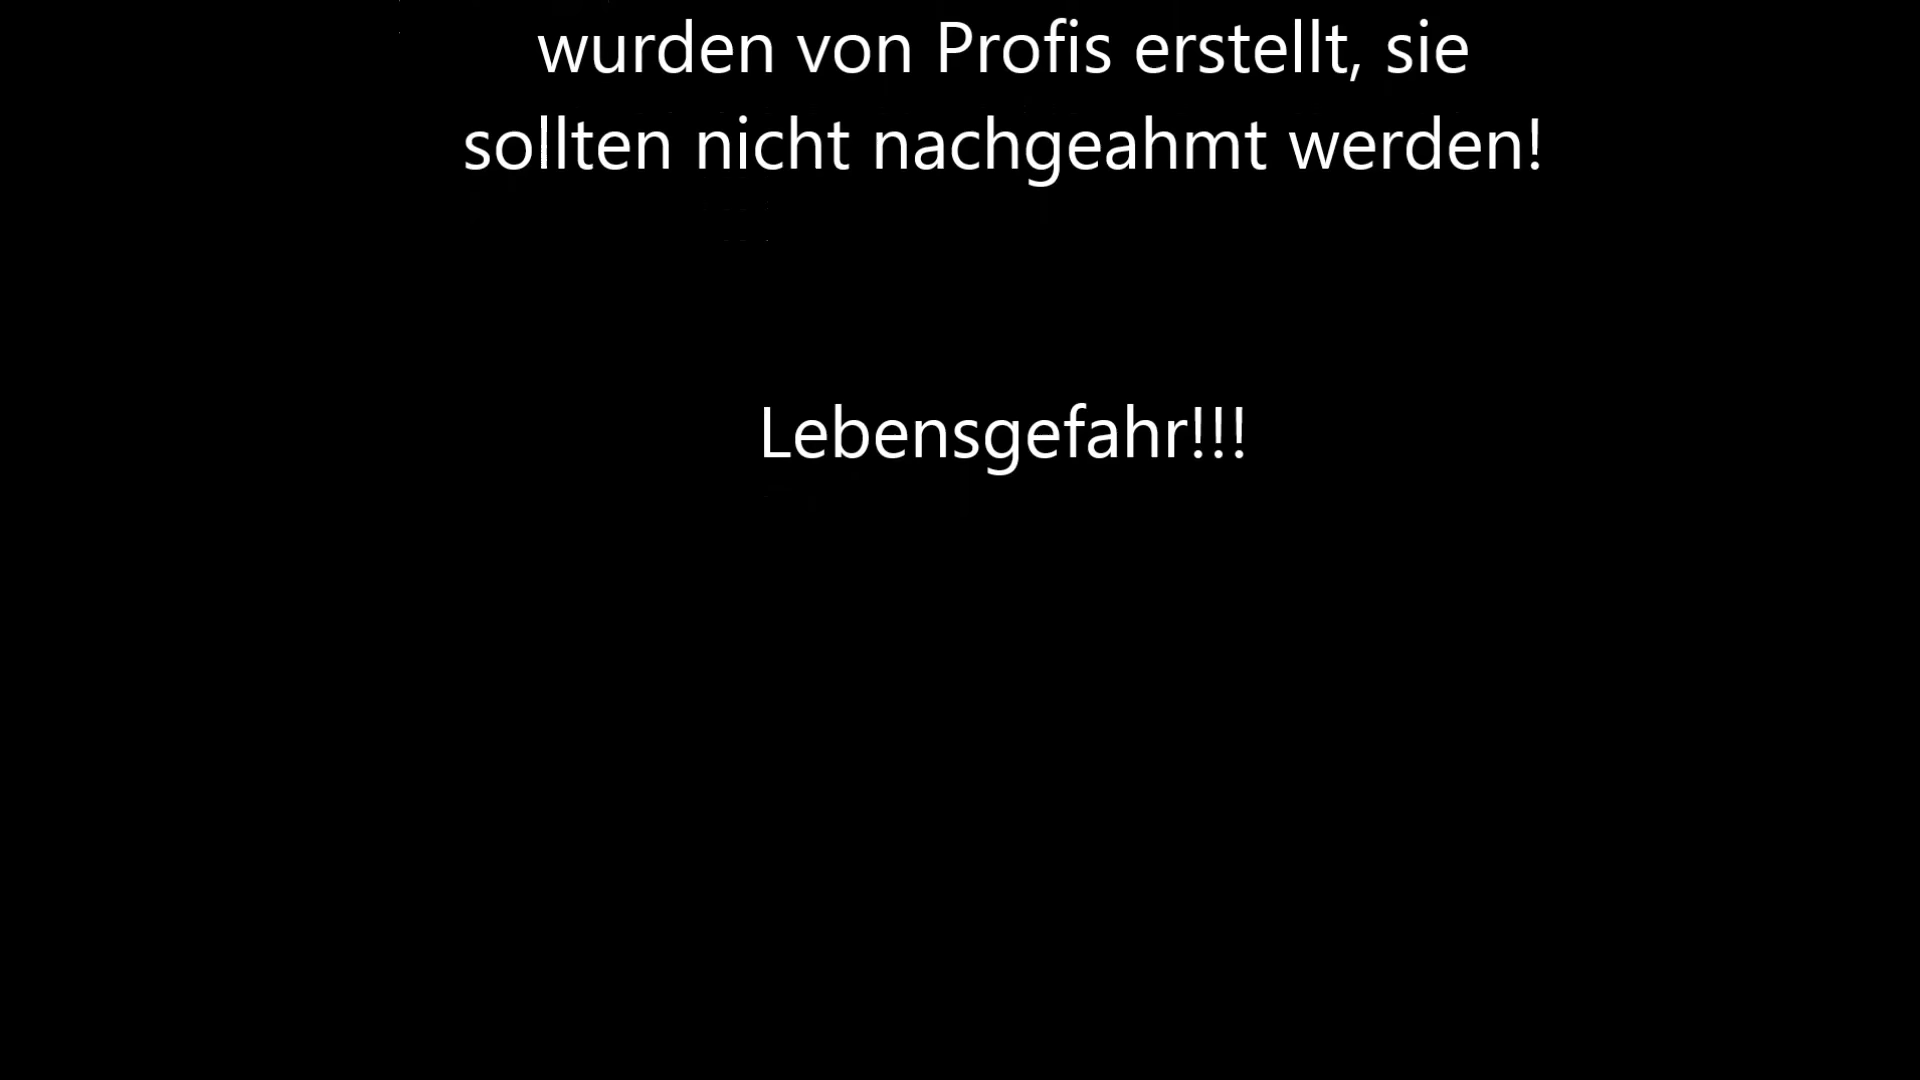 wurden von Profis erstellt, sie
sollten nicht nachgeahmt werden!
Lebensgefahr!!!